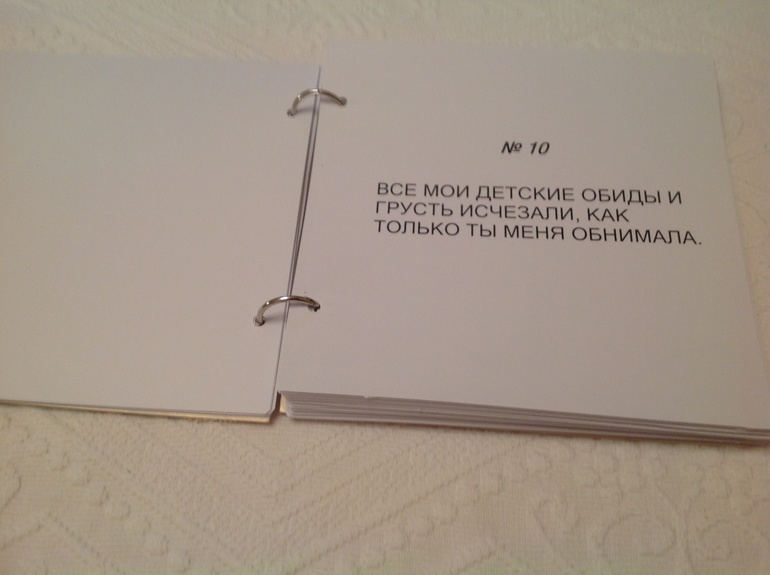 № 10
ВСЕ МОИ ДЕТСКИЕ ОБИДЫ И
ГРУСТЬ ИСЧЕЗАЛИ, КАК
ТОЛЬКО ТЫ МЕНЯ ОБНИМАЛА.